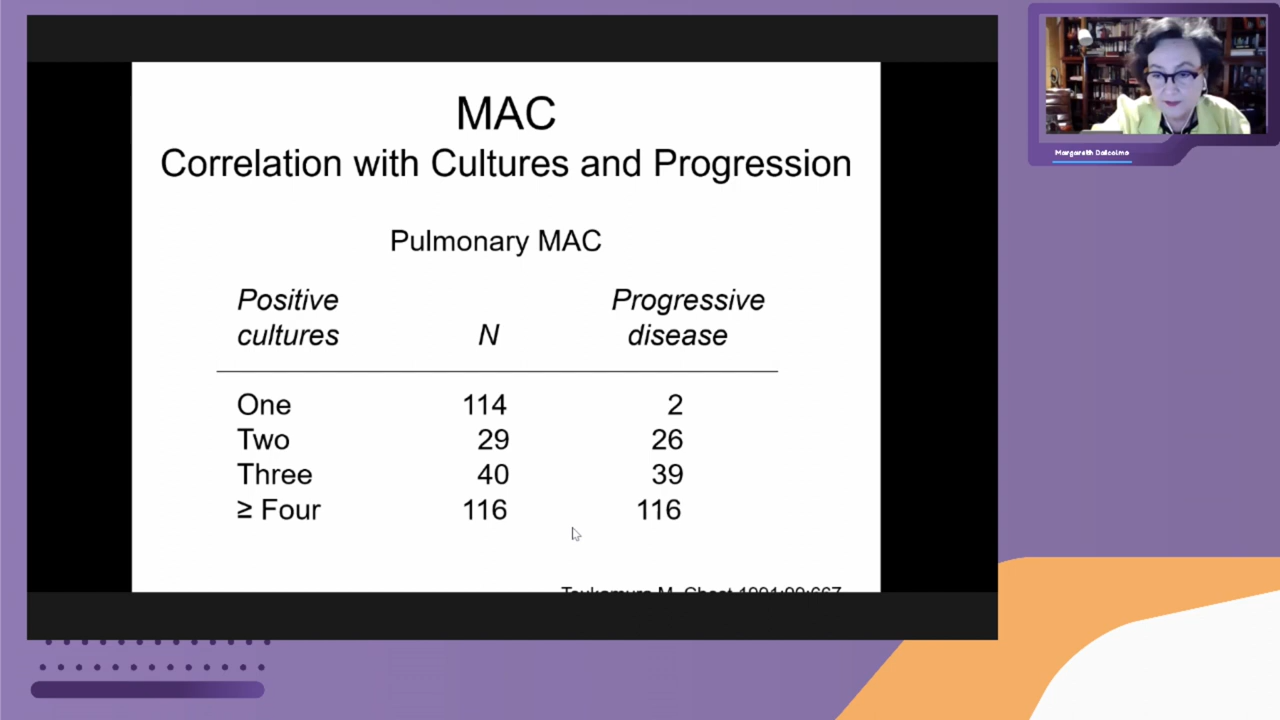 MAC
Correlation with Cultures and Progression
Pulmonary MAC
Positive cultures N Progressive disease
One 114 2
Two 29 26
Three 40 39
≥ Four 116 116
Tsukamura M. Chest 1991;99:667
Margareth Dalcolmo